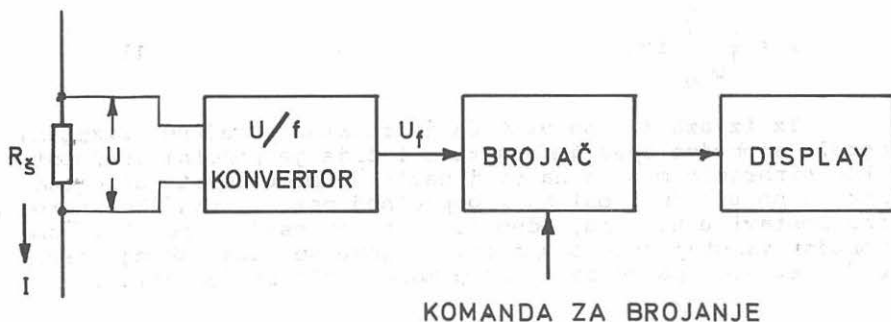 R_š
U
I
U/f
KONVERTOR
U_f
BROJAČ
DISPLAY
KOMANDA ZA BROJANJE